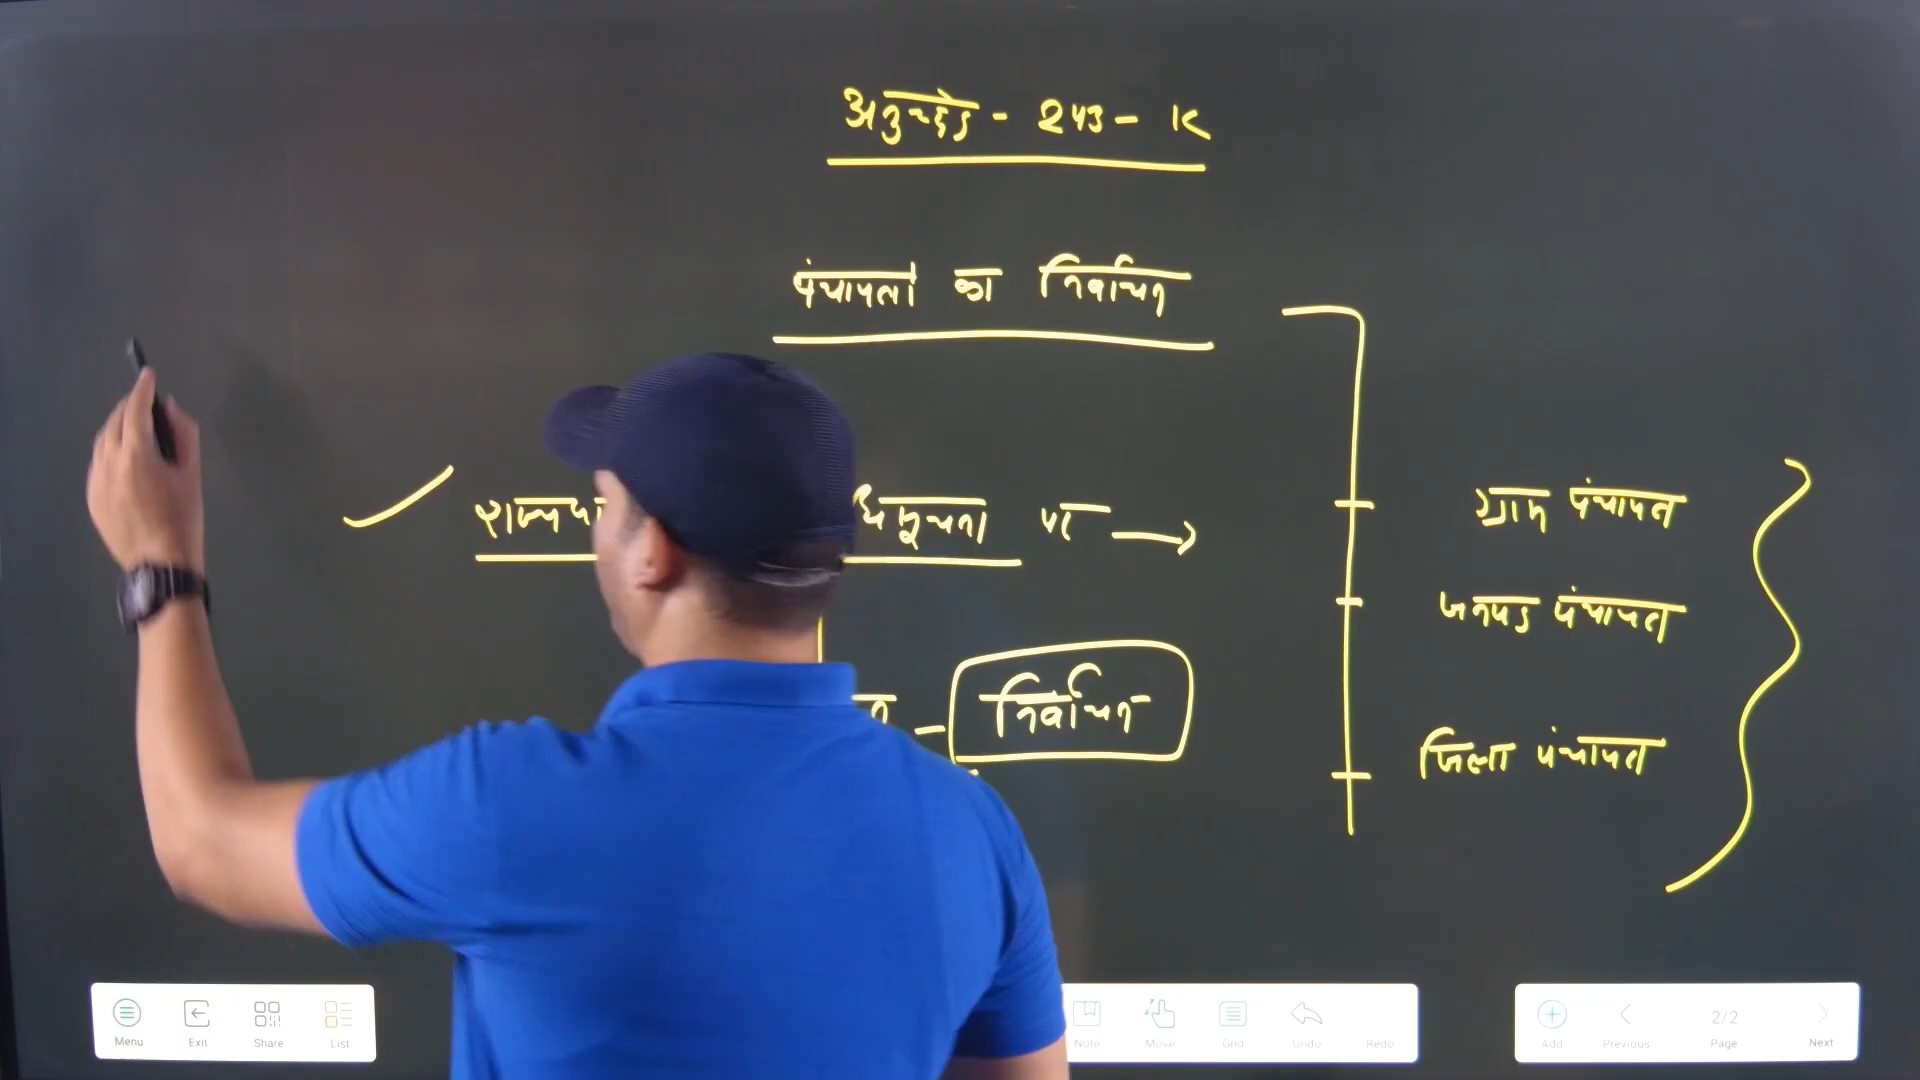 अनुच्छेद - 243 - K
पंचायतों का निर्वाचन
सूचना पर →
ग्राम पंचायत
जनपद पंचायत
निर्वाचन
जिला पंचायत
Menu Exit Share List Note Move Grid Undo Redo Add Previous 2/2 Page Next